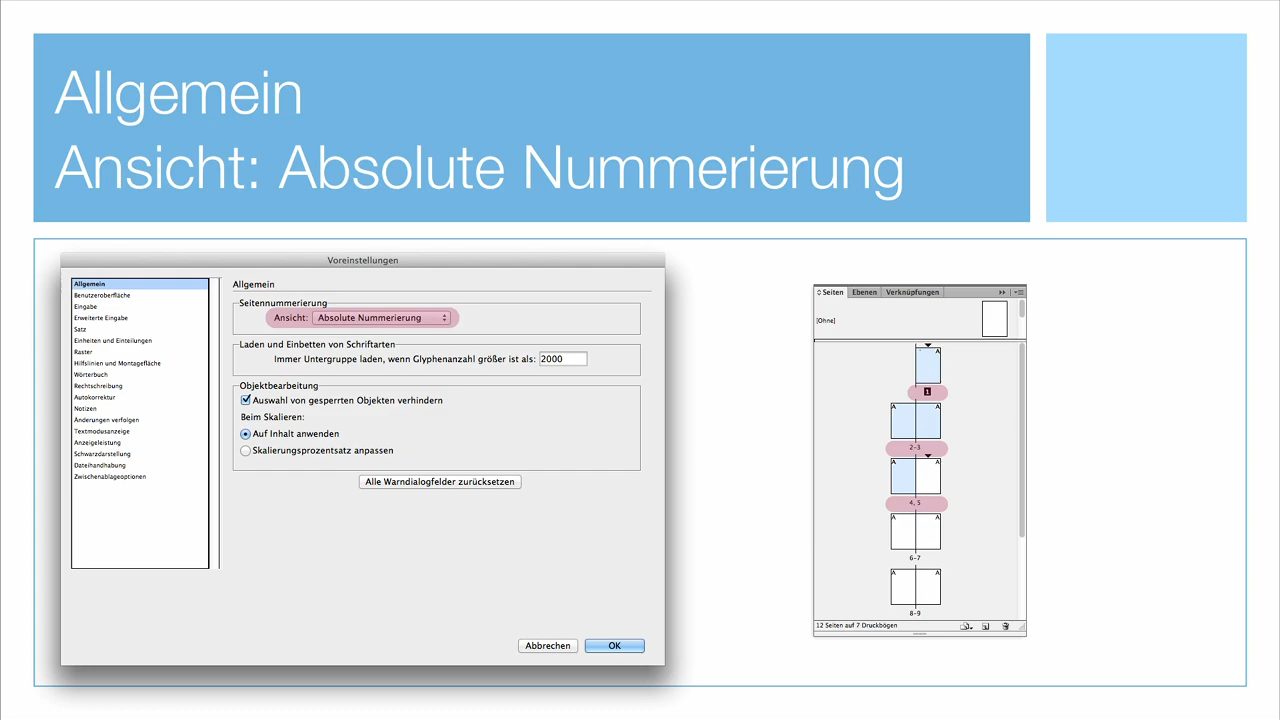 Allgemein
Ansicht: Absolute Nummerierung
Voreinstellungen
Allgemein
Benutzeroberfläche
Eingabe
Erweiterte Eingabe
Satz
Einheiten und Einteilungen
Raster
Hilfslinien und Montagefläche
Wörterbuch
Rechtschreibung
Autokorrektur
Notizen
Änderungen verfolgen
Textmodusanzeige
Anzeigeleistung
Schwarzdarstellung
Dateihandhabung
Zwischenablageoptionen
Allgemein
Seitennummerierung
Ansicht: Absolute Nummerierung
Laden und Einbetten von Schriftarten
Immer Untergruppe laden, wenn Glyphenanzahl größer ist als: 2000
Objektbearbeitung
Auswahl von gesperrten Objekten verhindern
Beim Skalieren:
Auf Inhalt anwenden
Skalierungsprozentsatz anpassen
Alle Warndialogfelder zurücksetzen
Abbrechen OK
Seiten Ebenen Verknüpfungen
[Ohne]
A
1
A A
2-3
A A
4, 5
A A
6-7
A A
8-9
12 Seiten auf 7 Druckbögen